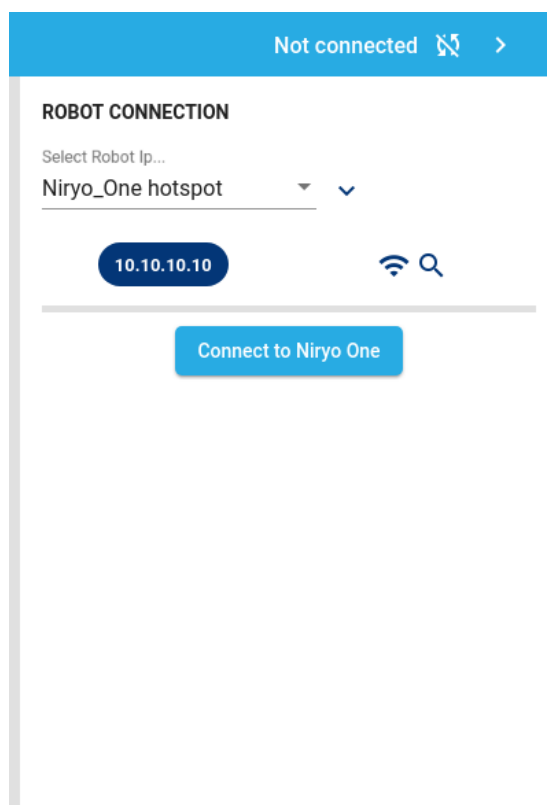 Not connected
ROBOT CONNECTION
Select Robot Ip...
Niryo_One hotspot
10.10.10.10
Connect to Niryo One